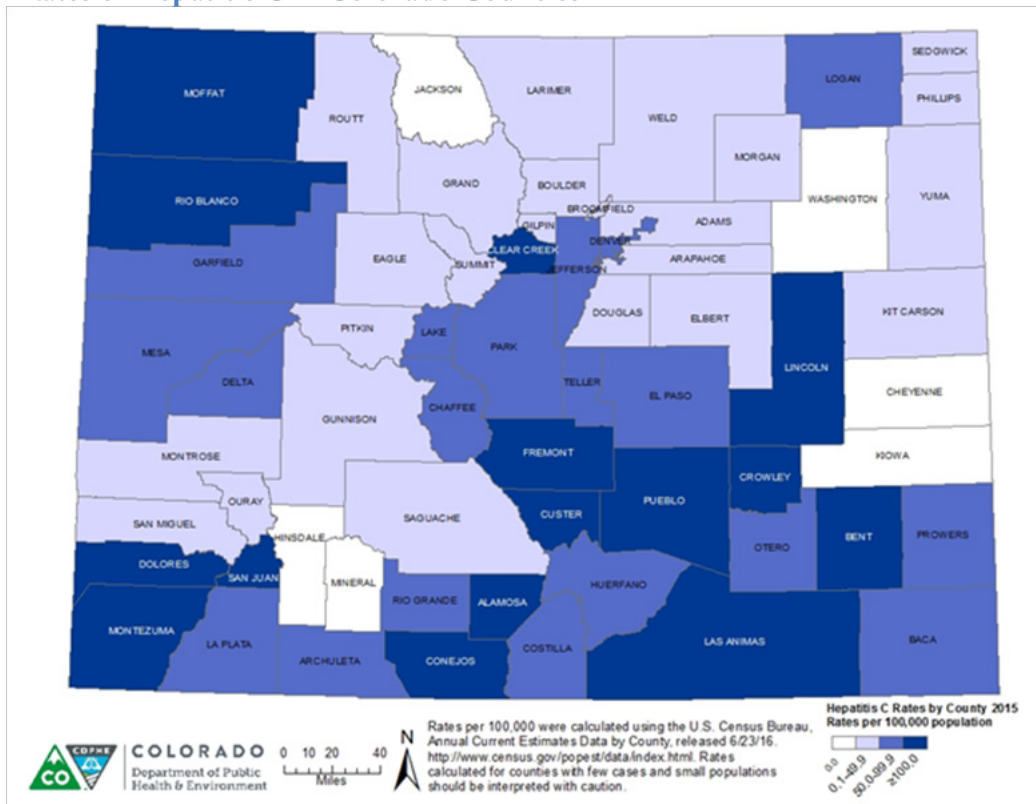 MOFFAT
ROUTT
JACKSON
LARIMER
WELD
LOGAN
SEDGWICK
PHILLIPS
MORGAN
RIO BLANCO
GRAND
BOULDER
WASHINGTON
YUMA
BROOMFIELD
GILPIN
ADAMS
GARFIELD
EAGLE
SUMMIT
CLEAR CREEK
DENVER
JEFFERSON
ARAPAHOE
PITKIN
LAKE
PARK
DOUGLAS
ELBERT
KIT CARSON
MESA
DELTA
LINCOLN
CHAFFEE
TELLER
EL PASO
CHEYENNE
GUNNISON
MONTROSE
FREMONT
KIOWA
OURAY
CROWLEY
PUEBLO
SAN MIGUEL
SAGUACHE
CUSTER
HINSDALE
OTERO
BENT
PROWERS
DOLORES
SAN JUAN
MINERAL
RIO GRANDE
ALAMOSA
HUERFANO
MONTEZUMA
LA PLATA
ARCHULETA
CONEJOS
COSTILLA
LAS ANIMAS
BACA
CDPHE
CO
COLORADO
Department of Public
Health & Environment
0 20 40
Miles
N
Rates per 100,000 were calculated using the U.S. Census Bureau,
Annual Current Estimates Data by County, released 6/23/16.
http://www.census.gov/popest/data/index.html. Rates
calculated for counties with few cases and small populations
should be interpreted with caution.
Hepatitis C Rates by County 2015
Rates per 100,000 population
0.0
0.1-49.9
50.0-99.9
≥100.0